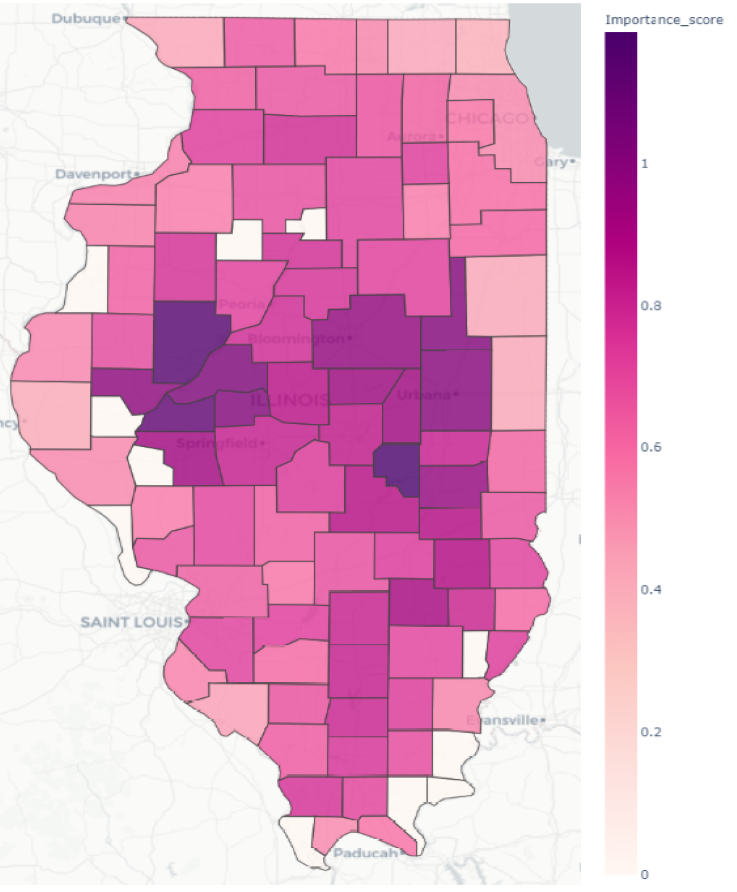 Dubuque
Importance_score
CHICAGO
Aurora
Gary
Davenport
1
0.8
Peoria
Bloomington
ILLINOIS
Urbana
Springfield
0.6
0.4
SAINT LOUIS
Evansville
0.2
Paducah
0